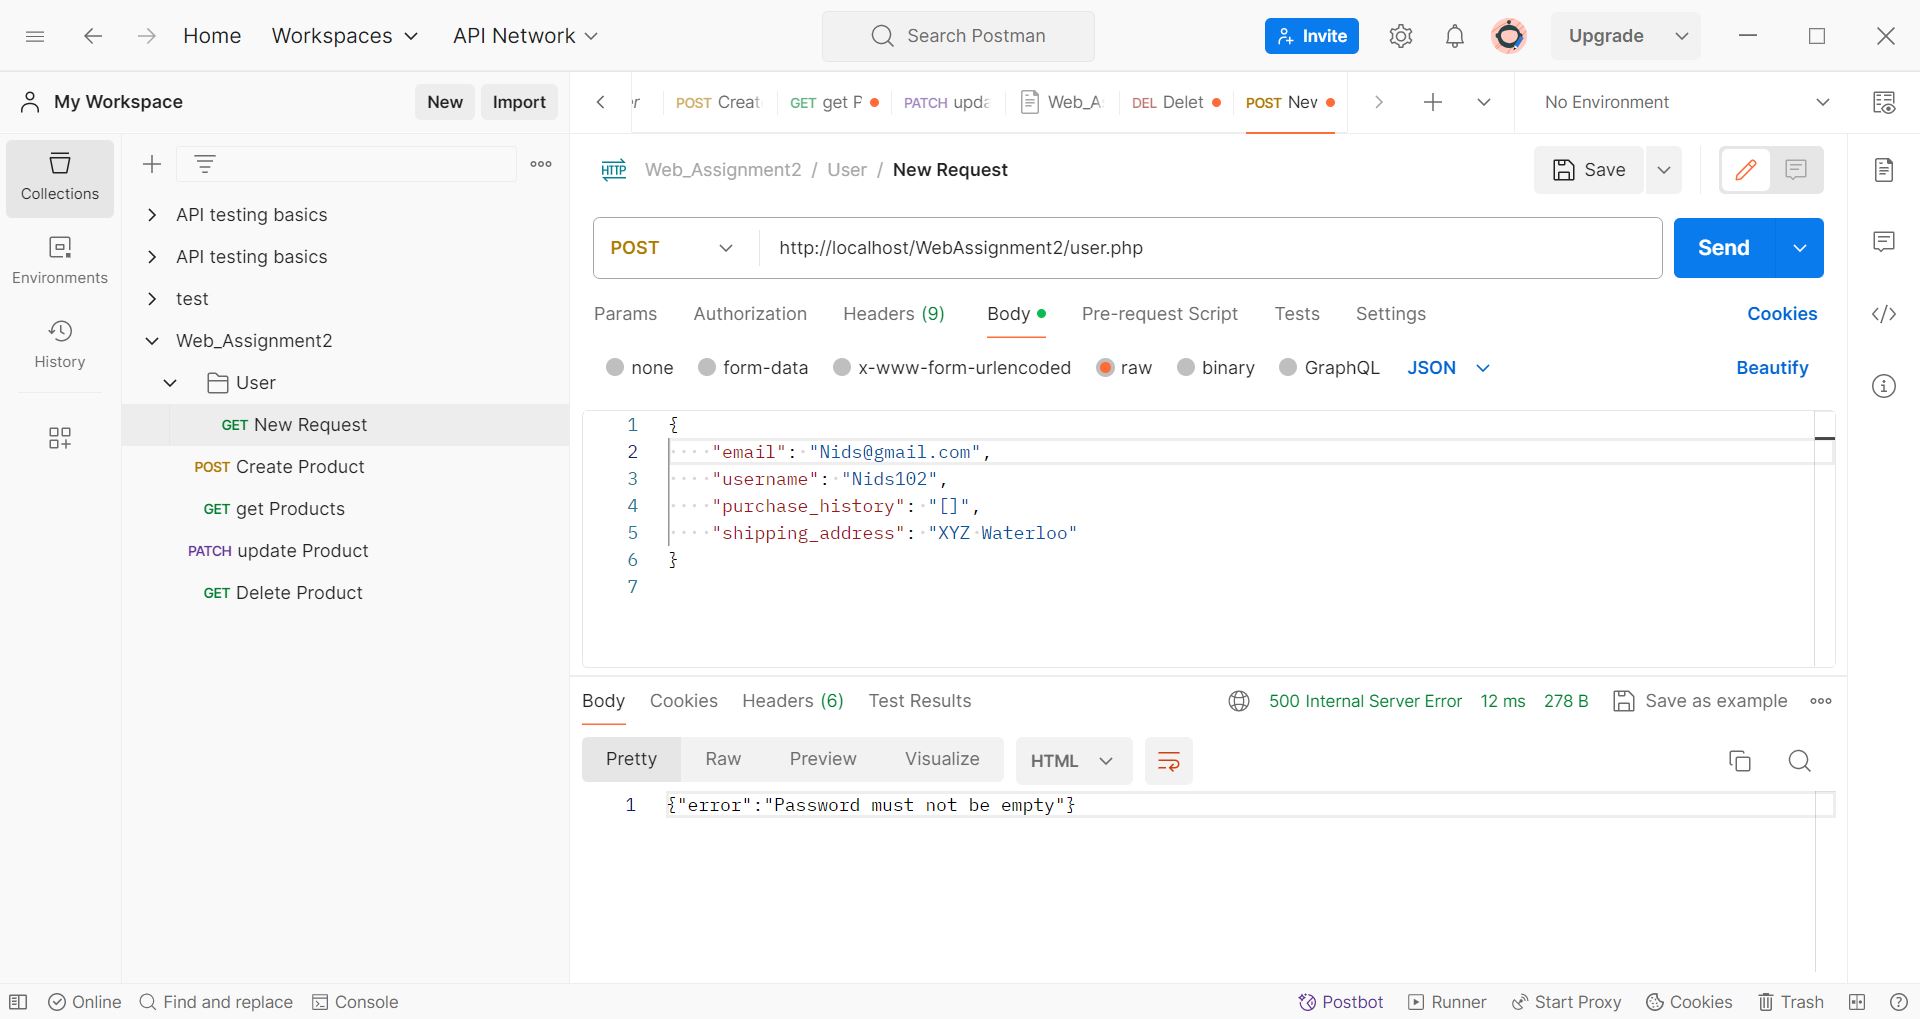 Home Workspaces API Network Search Postman Invite Upgrade
My Workspace New Import POST Creat GET get P PATCH upda Web_A DEL Delet POST New No Environment
Collections
Environments
History
API testing basics
API testing basics
test
Web_Assignment2
User
GET New Request
POST Create Product
GET get Products
PATCH update Product
GET Delete Product
HTTP Web_Assignment2 / User / New Request Save
POST http://localhost/WebAssignment2/user.php Send
Params Authorization Headers (9) Body Pre-request Script Tests Settings Cookies
none form-data x-www-form-urlencoded raw binary GraphQL JSON Beautify
1 {
2 "email": "Nids@gmail.com",
3 "username": "Nids102",
4 "purchase_history": "[]",
5 "shipping_address": "XYZ Waterloo"
6 }
7
Body Cookies Headers (6) Test Results 500 Internal Server Error 12 ms 278 B Save as example
Pretty Raw Preview Visualize HTML
1 {"error":"Password must not be empty"}
Online Find and replace Console Postbot Runner Start Proxy Cookies Trash